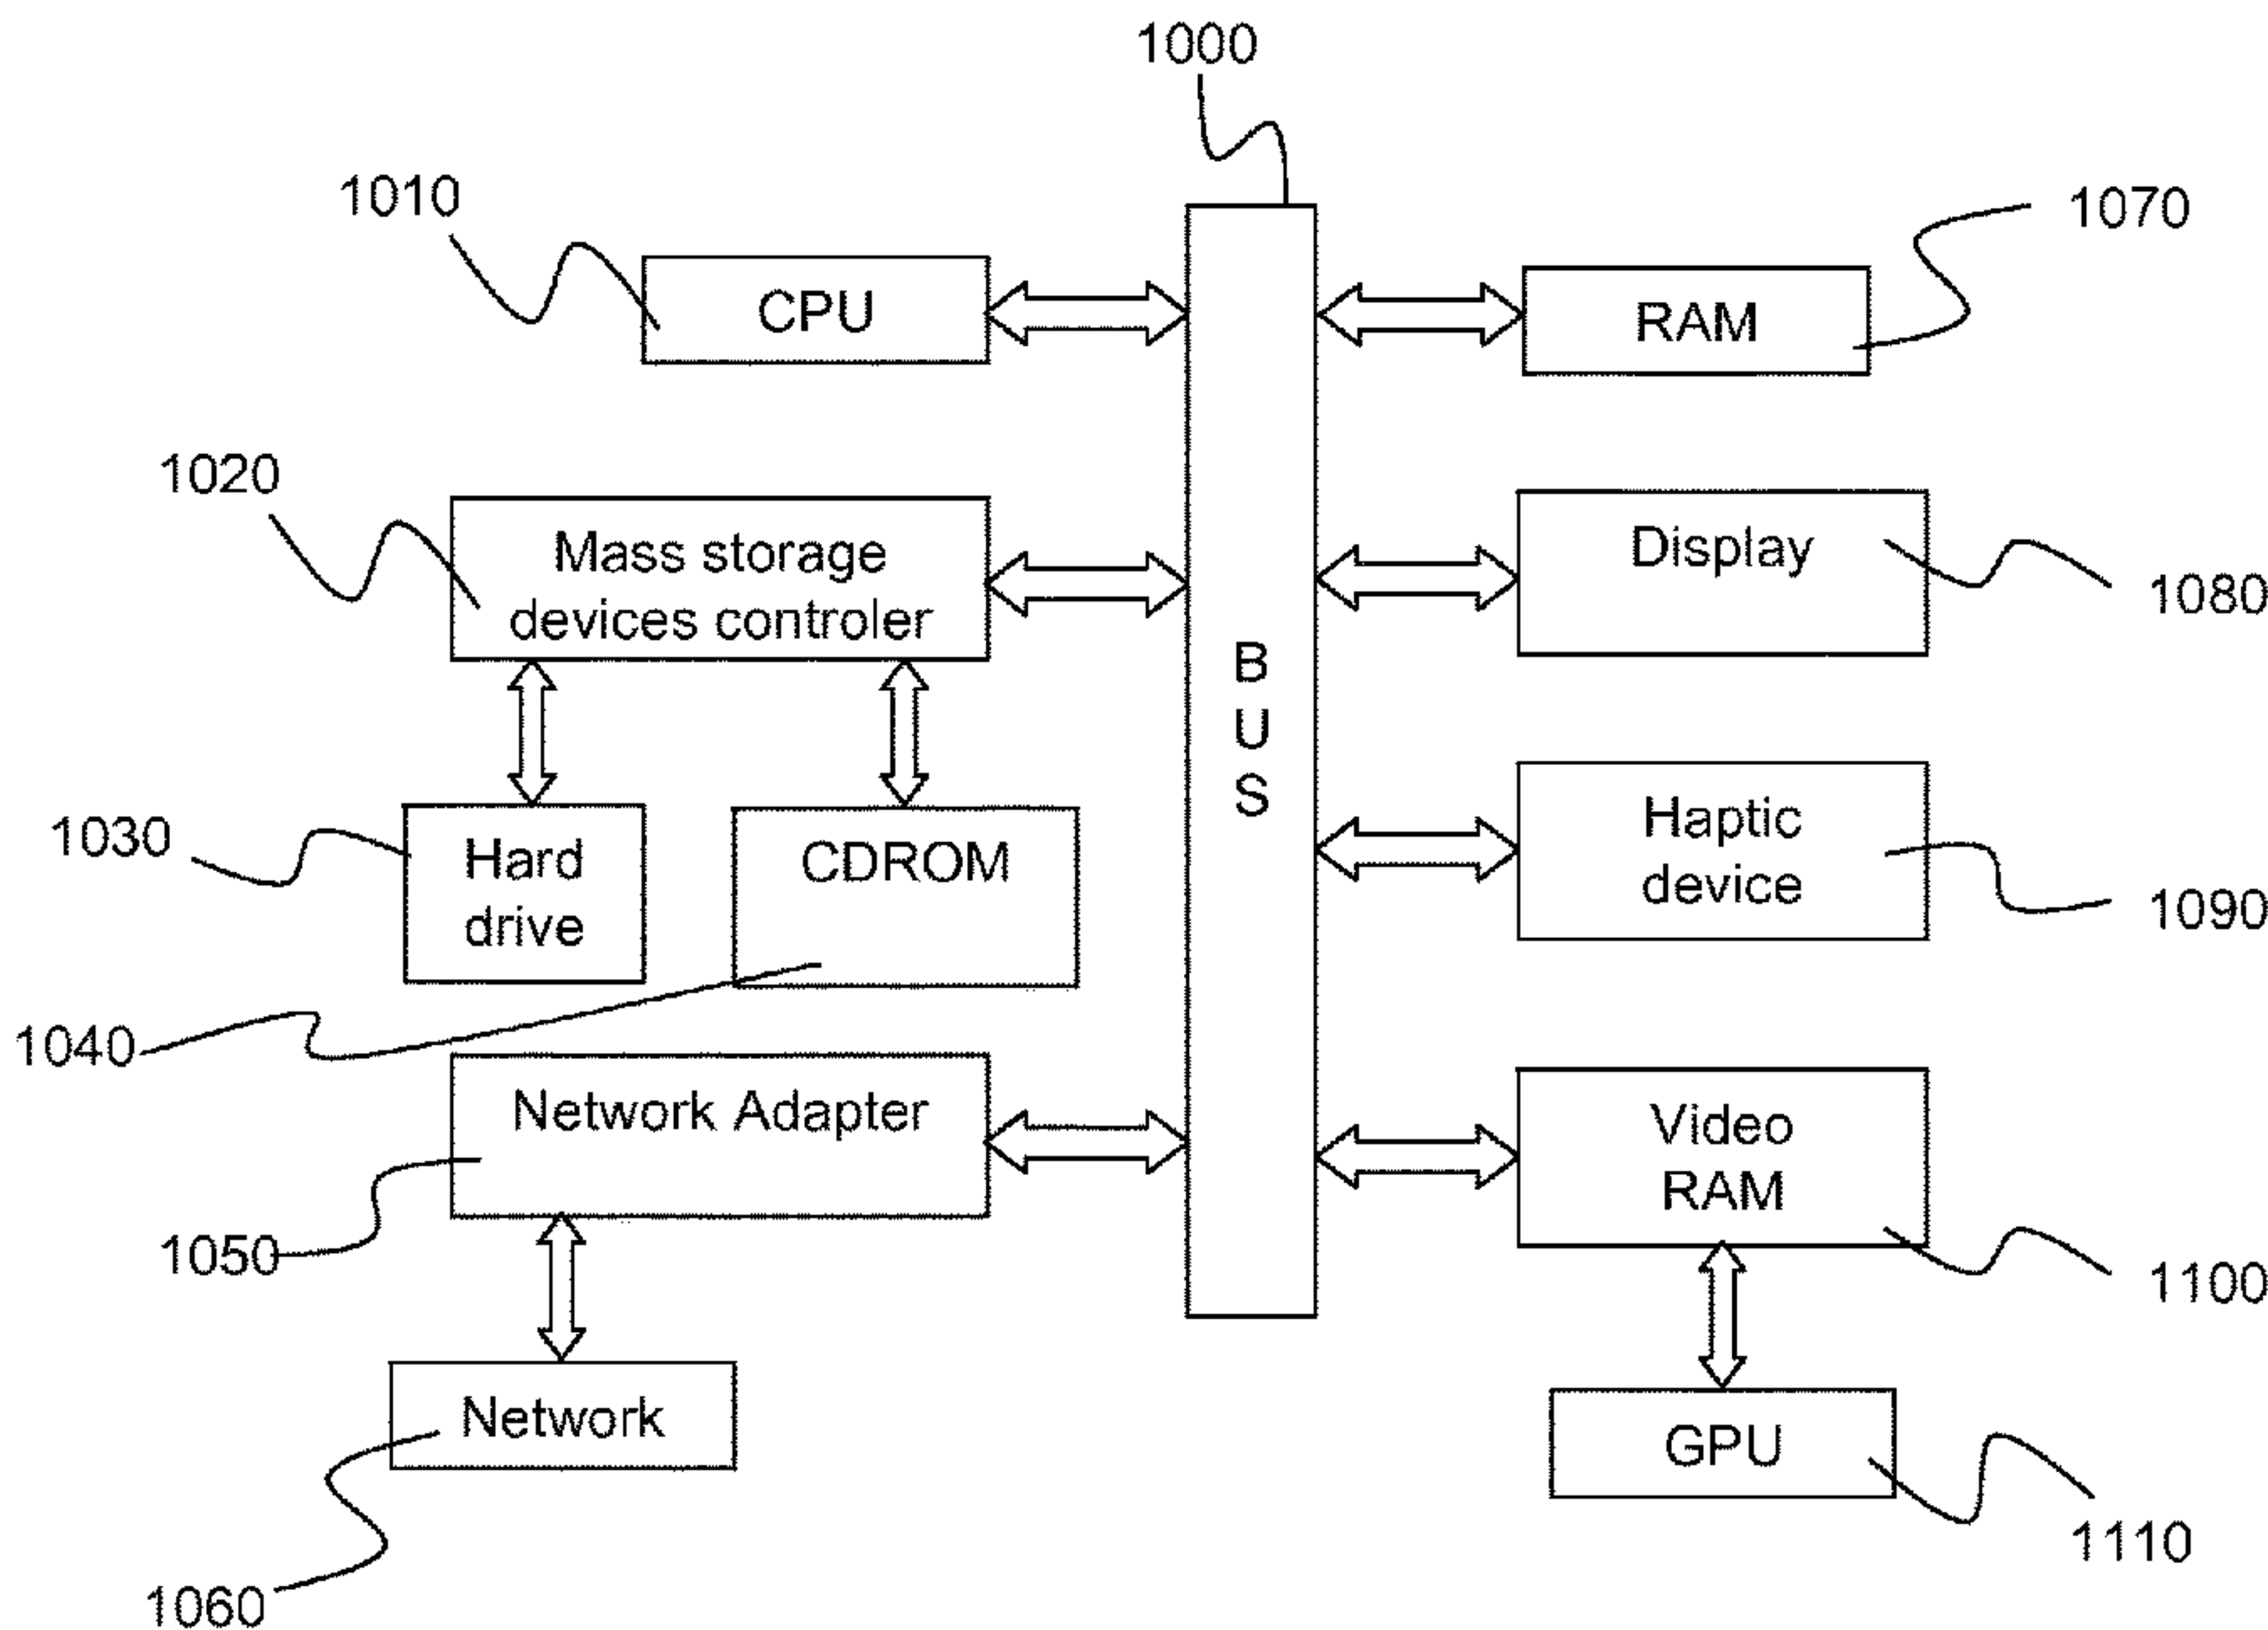 1000
1010
1070
CPU
RAM
1020
Mass storage
devices controler
Display
1080
B
U
S
1030
Hard
drive
CDROM
Haptic
device
1090
1040
Network Adapter
Video
RAM
1050
1100
Network
GPU
1110
1060